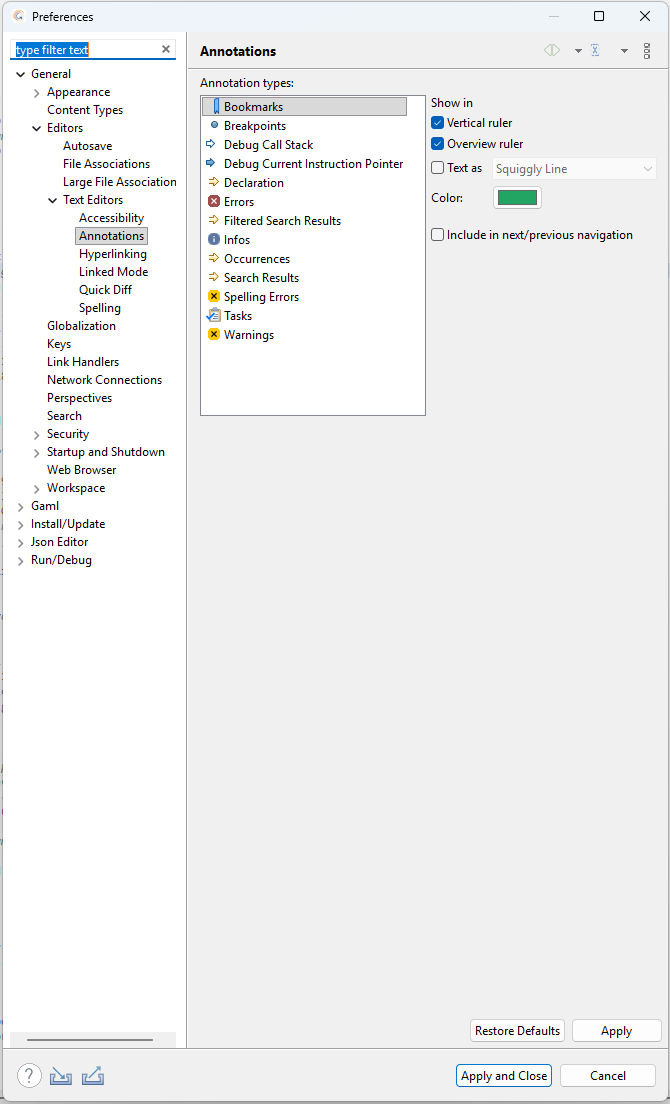 Preferences
type filter text
General
Appearance
Content Types
Editors
Autosave
File Associations
Large File Association
Text Editors
Accessibility
Annotations
Hyperlinking
Linked Mode
Quick Diff
Spelling
Globalization
Keys
Link Handlers
Network Connections
Perspectives
Search
Security
Startup and Shutdown
Web Browser
Workspace
Gaml
Install/Update
Json Editor
Run/Debug
Annotations
Annotation types:
Bookmarks
Breakpoints
Debug Call Stack
Debug Current Instruction Pointer
Declaration
Errors
Filtered Search Results
Infos
Occurrences
Search Results
Spelling Errors
Tasks
Warnings
Show in
Vertical ruler
Overview ruler
Text as Squiggly Line
Color:
Include in next/previous navigation
Restore Defaults Apply
? Apply and Close Cancel